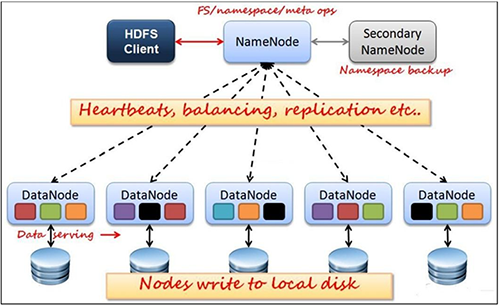 FS/namespace/meta ops
HDFS
Client
NameNode
Secondary
NameNode
Namespace backup
Heartbeats, balancing, replication etc..
DataNode
DataNode
DataNode
DataNode
DataNode
Data serving
Nodes write to local disk